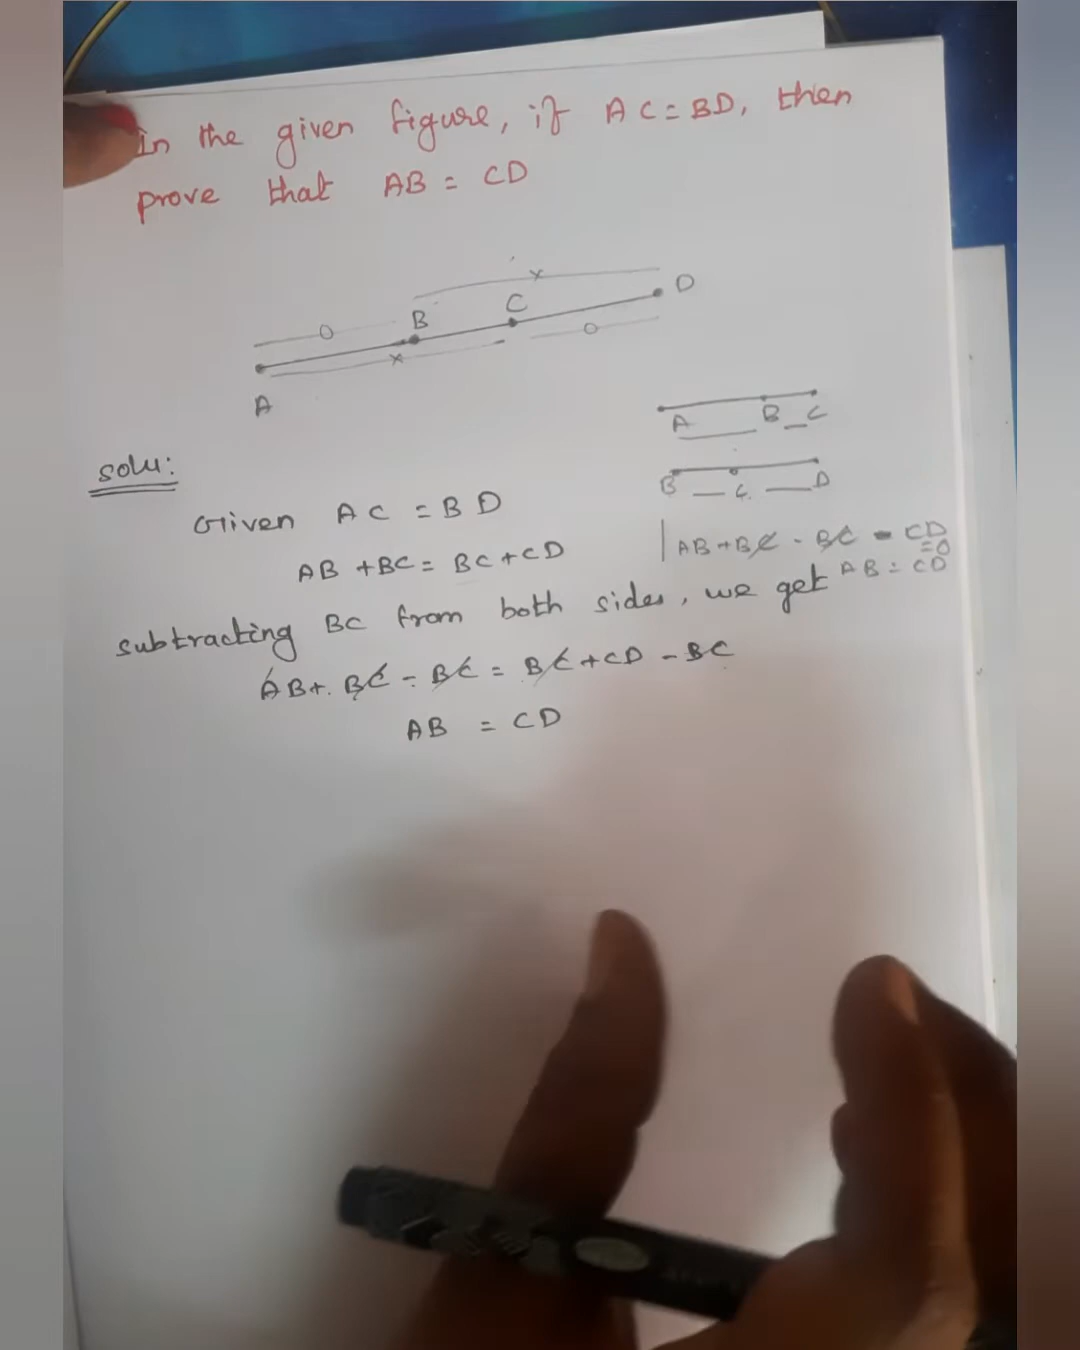 In the given figure, if AC = BD, then
prove that AB = CD
x
D
C
B
o
o
x
A
A B C
B C D
solu:
Given AC = BD
AB + BC = BC + CD
AB + BC - BC - CD
= 0
AB = CD
subtracting BC from both sides, we get
AB + BC - BC = BC + CD - BC
AB = CD